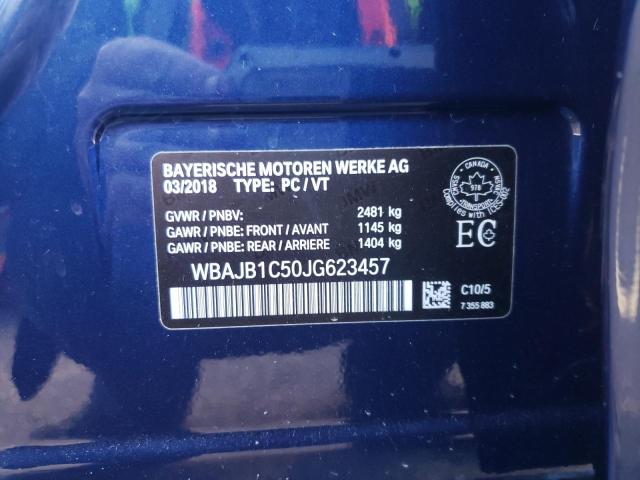 BAYERISCHE MOTOREN WERKE AG
03/2018 TYPE: PC / VT
GVWR / PNBV: 2481 kg
GAWR / PNBE: FRONT / AVANT 1145 kg
GAWR / PNBE: REAR / ARRIERE 1404 kg
WBAJB1C50JG623457
CANADA
978
TRANSPORT
EC
C10/5
7 355 883